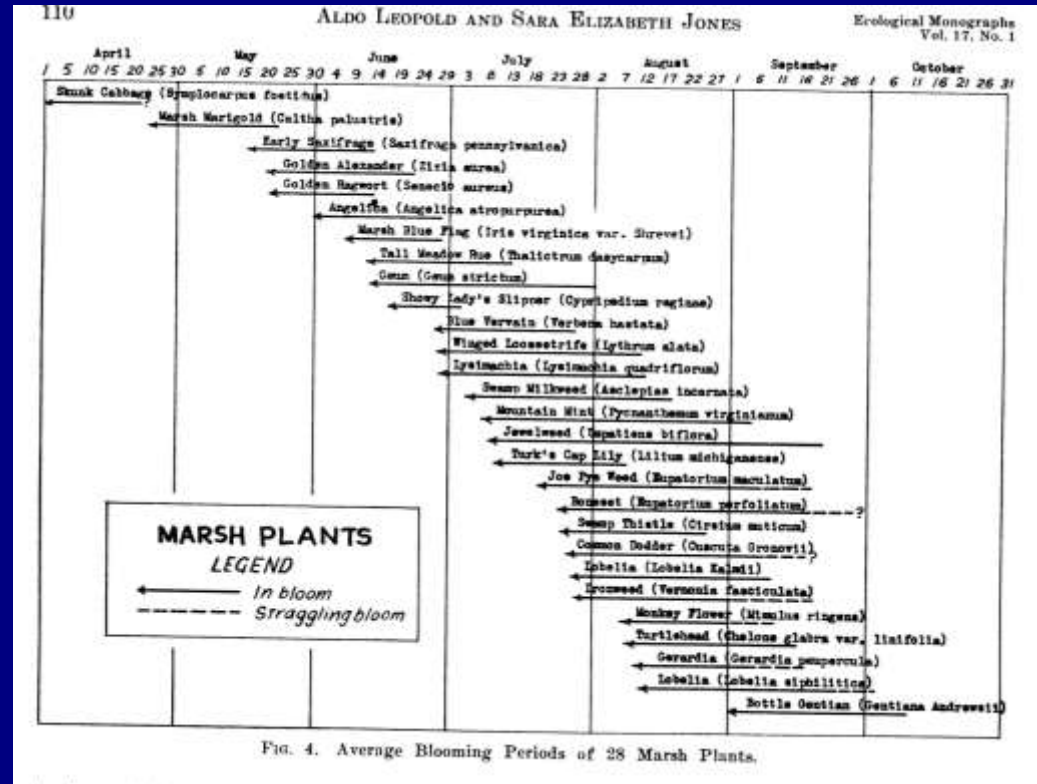 110
ALDO LEOPOLD AND SARA ELIZABETH JONES
Ecological Monographs
Vol. 17, No. 1
April May June July August September October
1 5 10 15 20 25 30 5 10 15 20 25 30 4 9 14 19 24 29 3 8 13 18 23 28 2 7 12 17 22 27 1 6 11 16 21 26 1 6 11 16 21 26 31
Skunk Cabbage (Symplocarpus foetitus)
?
Marsh Marigold (Caltha palustris)
Early Saxifrage (Saxifraga pennsylvanica)
Golden Alexander (Zizia aurea)
Golden Ragwort (Senecio aureus)
Angelica (Angelica atropurpurea)
Marsh Blue Flag (Iris virginica var. Shrevei)
Tall Meadow Rue (Thalictrum dasycarpum)
Geum (Geum strictum)
Showy Lady's Slipper (Cypripedium reginae)
Blue Vervain (Verbena hastata)
Winged Loosestrife (Lythrum alata)
Lysimachia (Lysimachia quadriflorum)
Swamp Milkweed (Asclepias incarnata)
Mountain Mint (Pycnanthemum virginianum)
Jewelweed (Impatiens biflora)
Turk's Cap Lily (Lilium michiganense)
Joe Pye Weed (Eupatorium maculatum)
Boneset (Eupatorium perfoliatum)
?
Swamp Thistle (Cirsium muticum)
Common Dodder (Cuscuta Gronovii)
?
Lobelia (Lobelia Kalmii)
Ironweed (Vernonia fasciculata)
Monkey Flower (Mimulus ringens)
Turtlehead (Chelone glabra var. linifolia)
Gerardia (Gerardia paupercula)
Lobelia (Lobelia siphilitica)
Bottle Gentian (Gentiana Andrewsii)
MARSH PLANTS
LEGEND
In bloom
Straggling bloom
FIG. 4. Average Blooming Periods of 28 Marsh Plants.